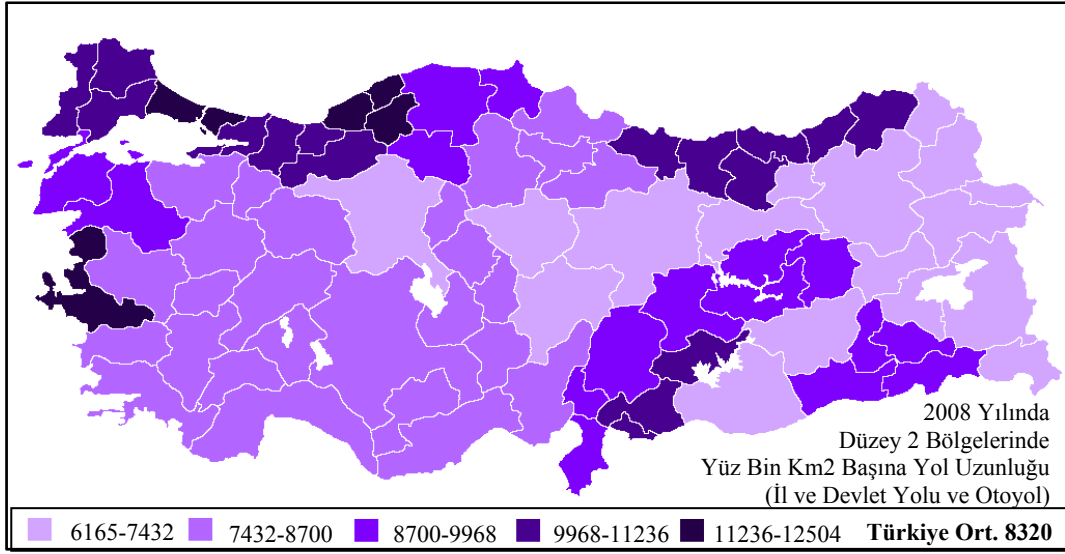 2008 Yılında
Düzey 2 Bölgelerinde
Yüz Bin Km2 Başına Yol Uzunluğu
(İl ve Devlet Yolu ve Otoyol)
6165-7432 7432-8700 8700-9968 9968-11236 11236-12504 Türkiye Ort. 8320